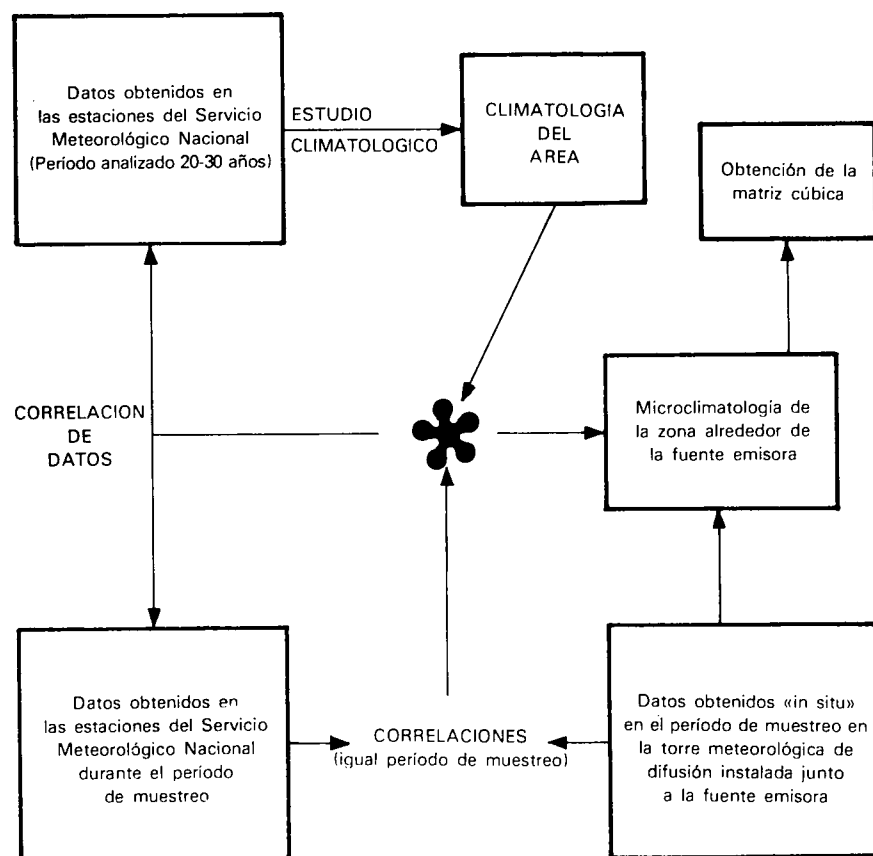 Datos obtenidos en
las estaciones del Servicio
Meteorológico Nacional
(Período analizado 20-30 años)
ESTUDIO
CLIMATOLOGICO
CLIMATOLOGIA
DEL
AREA
Obtención de la
matriz cúbica
CORRELACION
DE
DATOS
Microclimatología de
la zona alrededor de
la fuente emisora
Datos obtenidos en
las estaciones del Servicio
Meteorológico Nacional
durante el período
de muestreo
CORRELACIONES
(igual período de muestreo)
Datos obtenidos «in situ»
en el período de muestreo en
la torre meteorológica de
difusión instalada junto
a la fuente emisora